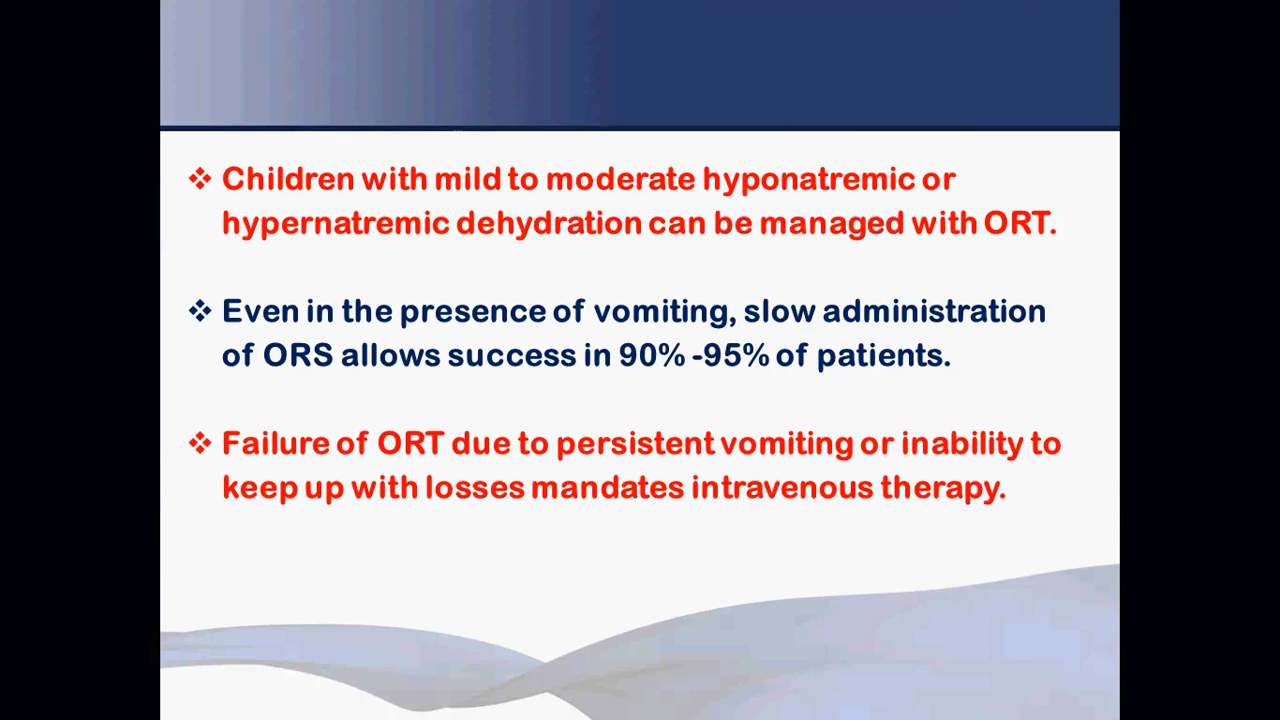 ❖ Children with mild to moderate hyponatremic or
hypernatremic dehydration can be managed with ORT.
❖ Even in the presence of vomiting, slow administration
of ORS allows success in 90% -95% of patients.
❖ Failure of ORT due to persistent vomiting or inability to
keep up with losses mandates intravenous therapy.